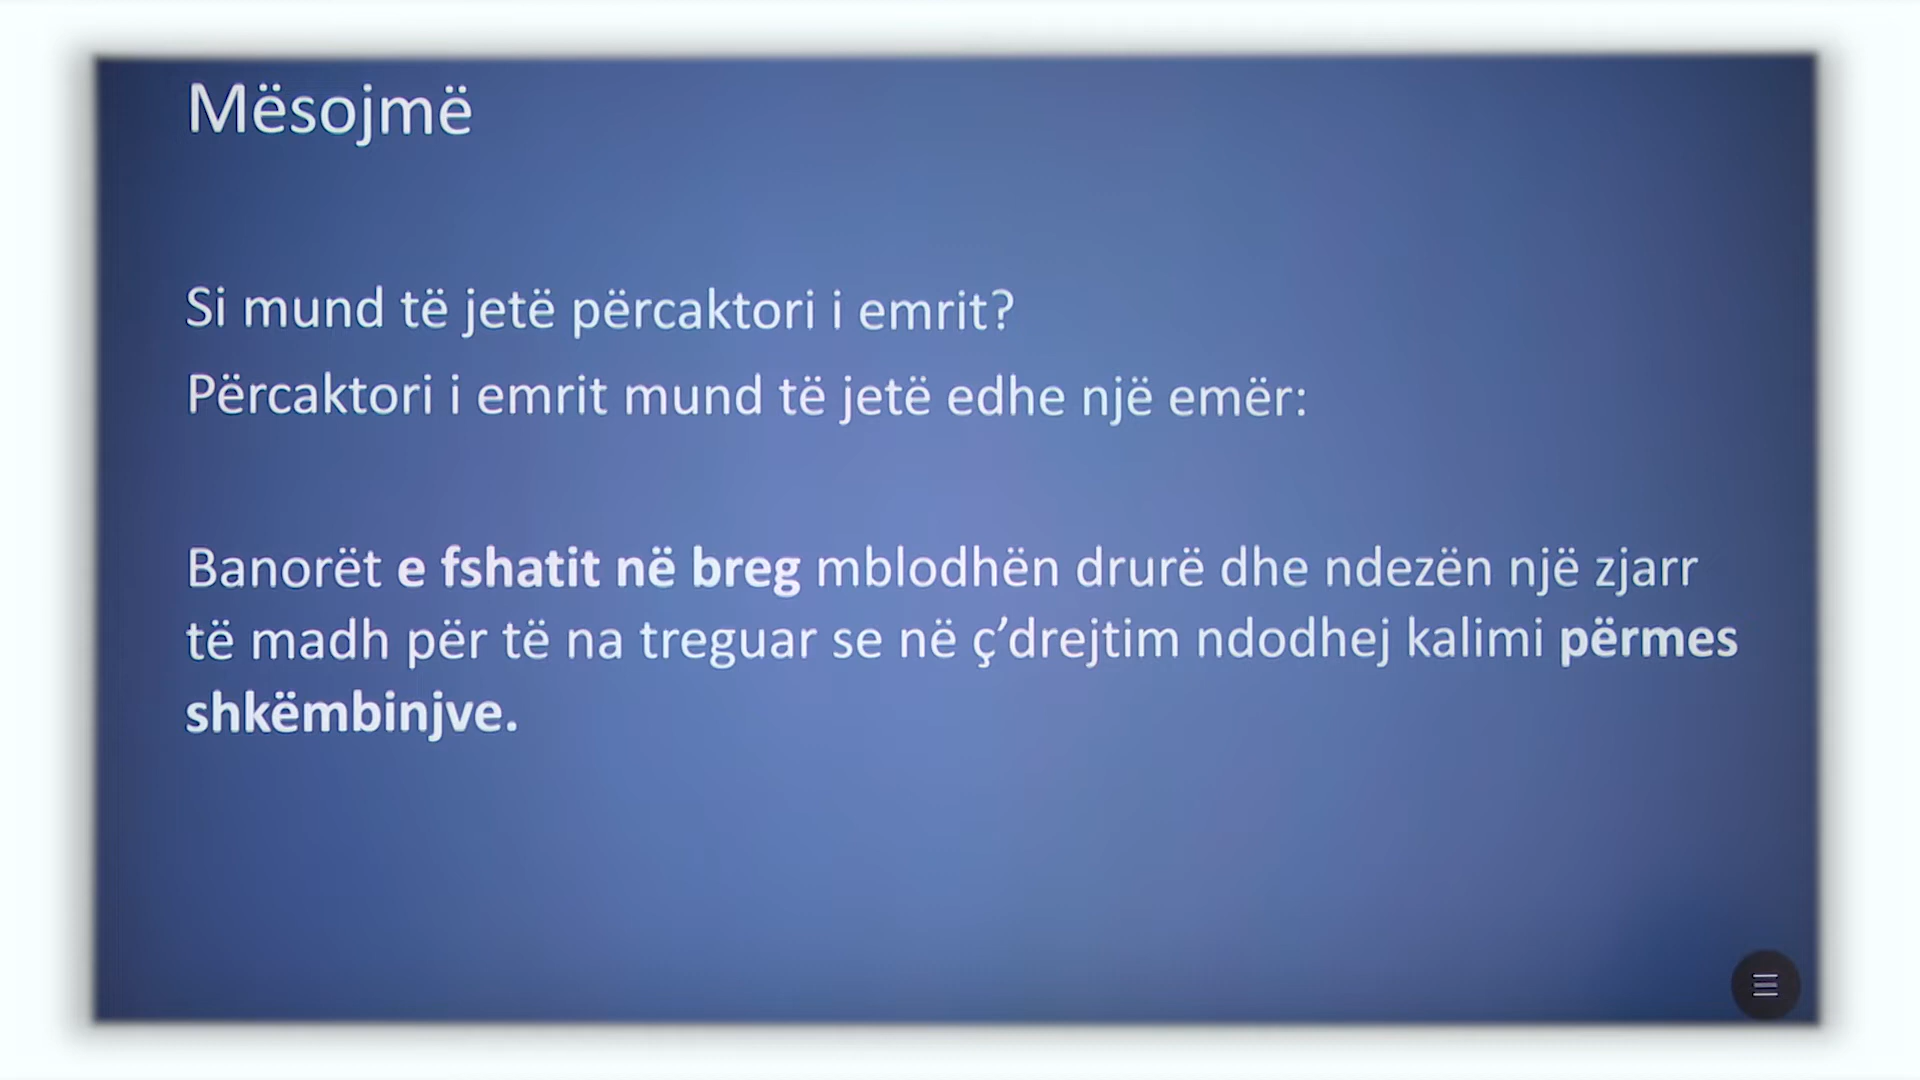 Mësojmë
Si mund të jetë përcaktori i emrit?
Përcaktori i emrit mund të jetë edhe një emër:
Banorët e fshatit në breg mblodhën drurë dhe ndezën një zjarr
të madh për të na treguar se në ç’drejtim ndodhej kalimi përmes
shkëmbinjve.